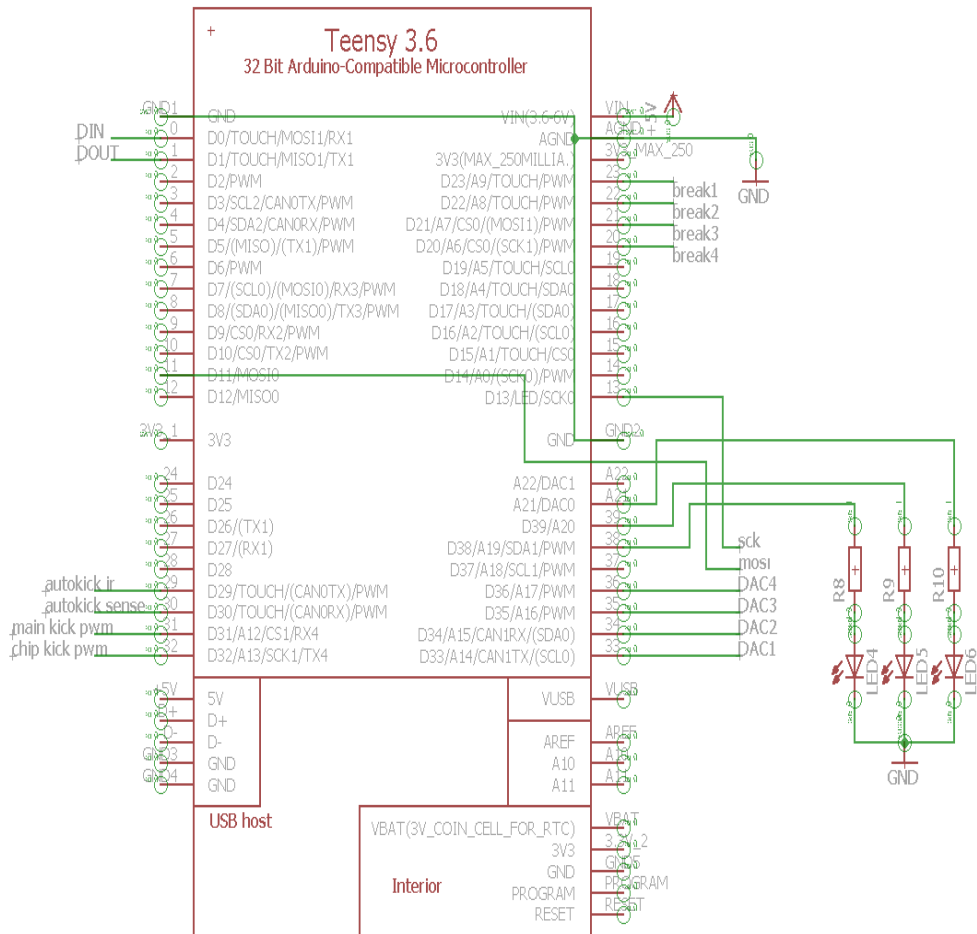 Teensy 3.6
32 Bit Arduino-Compatible Microcontroller
GND1
GND
VIN(3.6-6V)
VIN
+5V
DIN
0
D0/TOUCH/MOSI1/RX1
AGND
AGND
DOUT
1
D1/TOUCH/MISO1/TX1
3V3(MAX_250MILLIA.)
3V3_MAX_250
2
D2/PWM
D23/A9/TOUCH/PWM
23
break1
GND
3
D3/SCL2/CAN0TX/PWM
D22/A8/TOUCH/PWM
22
break2
4
D4/SDA2/CAN0RX/PWM
D21/A7/CS0/(MOSI1)/PWM
21
break3
5
D5/(MISO)/(TX1)/PWM
D20/A6/CS0/(SCK1)/PWM
20
break4
6
D6/PWM
D19/A5/TOUCH/SCL0
19
7
D7/(SCL0)/(MOSI0)/RX3/PWM
D18/A4/TOUCH/SDA0
18
8
D8/(SDA0)/(MISO0)/TX3/PWM
D17/A3/TOUCH/(SDA0)
17
9
D9/CS0/RX2/PWM
D16/A2/TOUCH/(SCL0)
16
10
D10/CS0/TX2/PWM
D15/A1/TOUCH/CS0
15
11
D11/MOSI0
D14/A0/(SCK0)/PWM
14
12
D12/MISO0
D13/LED/SCK0
13
3V3_1
3V3
GND
GND2
24
D24
A22/DAC1
A22
25
D25
A21/DAC0
A21
26
D26/(TX1)
D39/A20
39
27
D27/(RX1)
D38/A19/SDA1/PWM
38
sck
28
D28
D37/A18/SCL1/PWM
37
mosi
autokick ir
29
D29/TOUCH/(CAN0TX)/PWM
D36/A17/PWM
36
DAC4
autokick sense
30
D30/TOUCH/(CAN0RX)/PWM
D35/A16/PWM
35
DAC3
main kick pwm
31
D31/A12/CS1/RX4
D34/A15/CAN1RX/(SDA0)
34
DAC2
chip kick pwm
32
D32/A13/SCK1/TX4
D33/A14/CAN1TX/(SCL0)
33
DAC1
R8
R9
R10
LED4
LED5
LED6
GND
+5V
5V
VUSB
VUSB
D+
D+
D-
D-
AREF
AREF
GND3
GND
A10
A10
GND4
GND
A11
A11
USB host
VBAT(3V_COIN_CELL_FOR_RTC)
VBAT
3V3
3.3V_2
GND
GND5
Interior
PROGRAM
PROGRAM
RESET
RESET